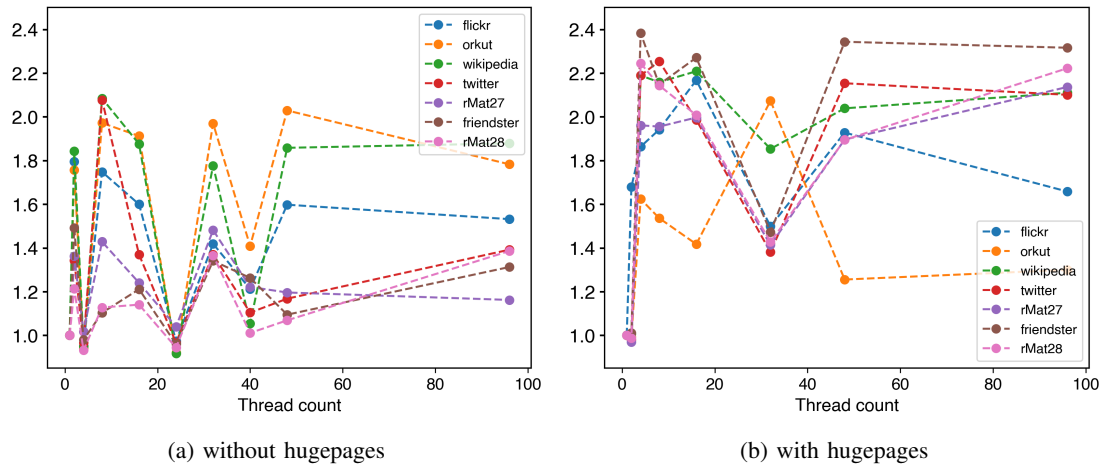 2.4
2.2
2.0
1.8
1.6
1.4
1.2
1.0
0
20
40
60
80
100
Thread count
flickr
orkut
wikipedia
twitter
rMat27
friendster
rMat28
(a) without hugepages
2.4
2.2
2.0
1.8
1.6
1.4
1.2
1.0
0
20
40
60
80
100
Thread count
flickr
orkut
wikipedia
twitter
rMat27
friendster
rMat28
(b) with hugepages